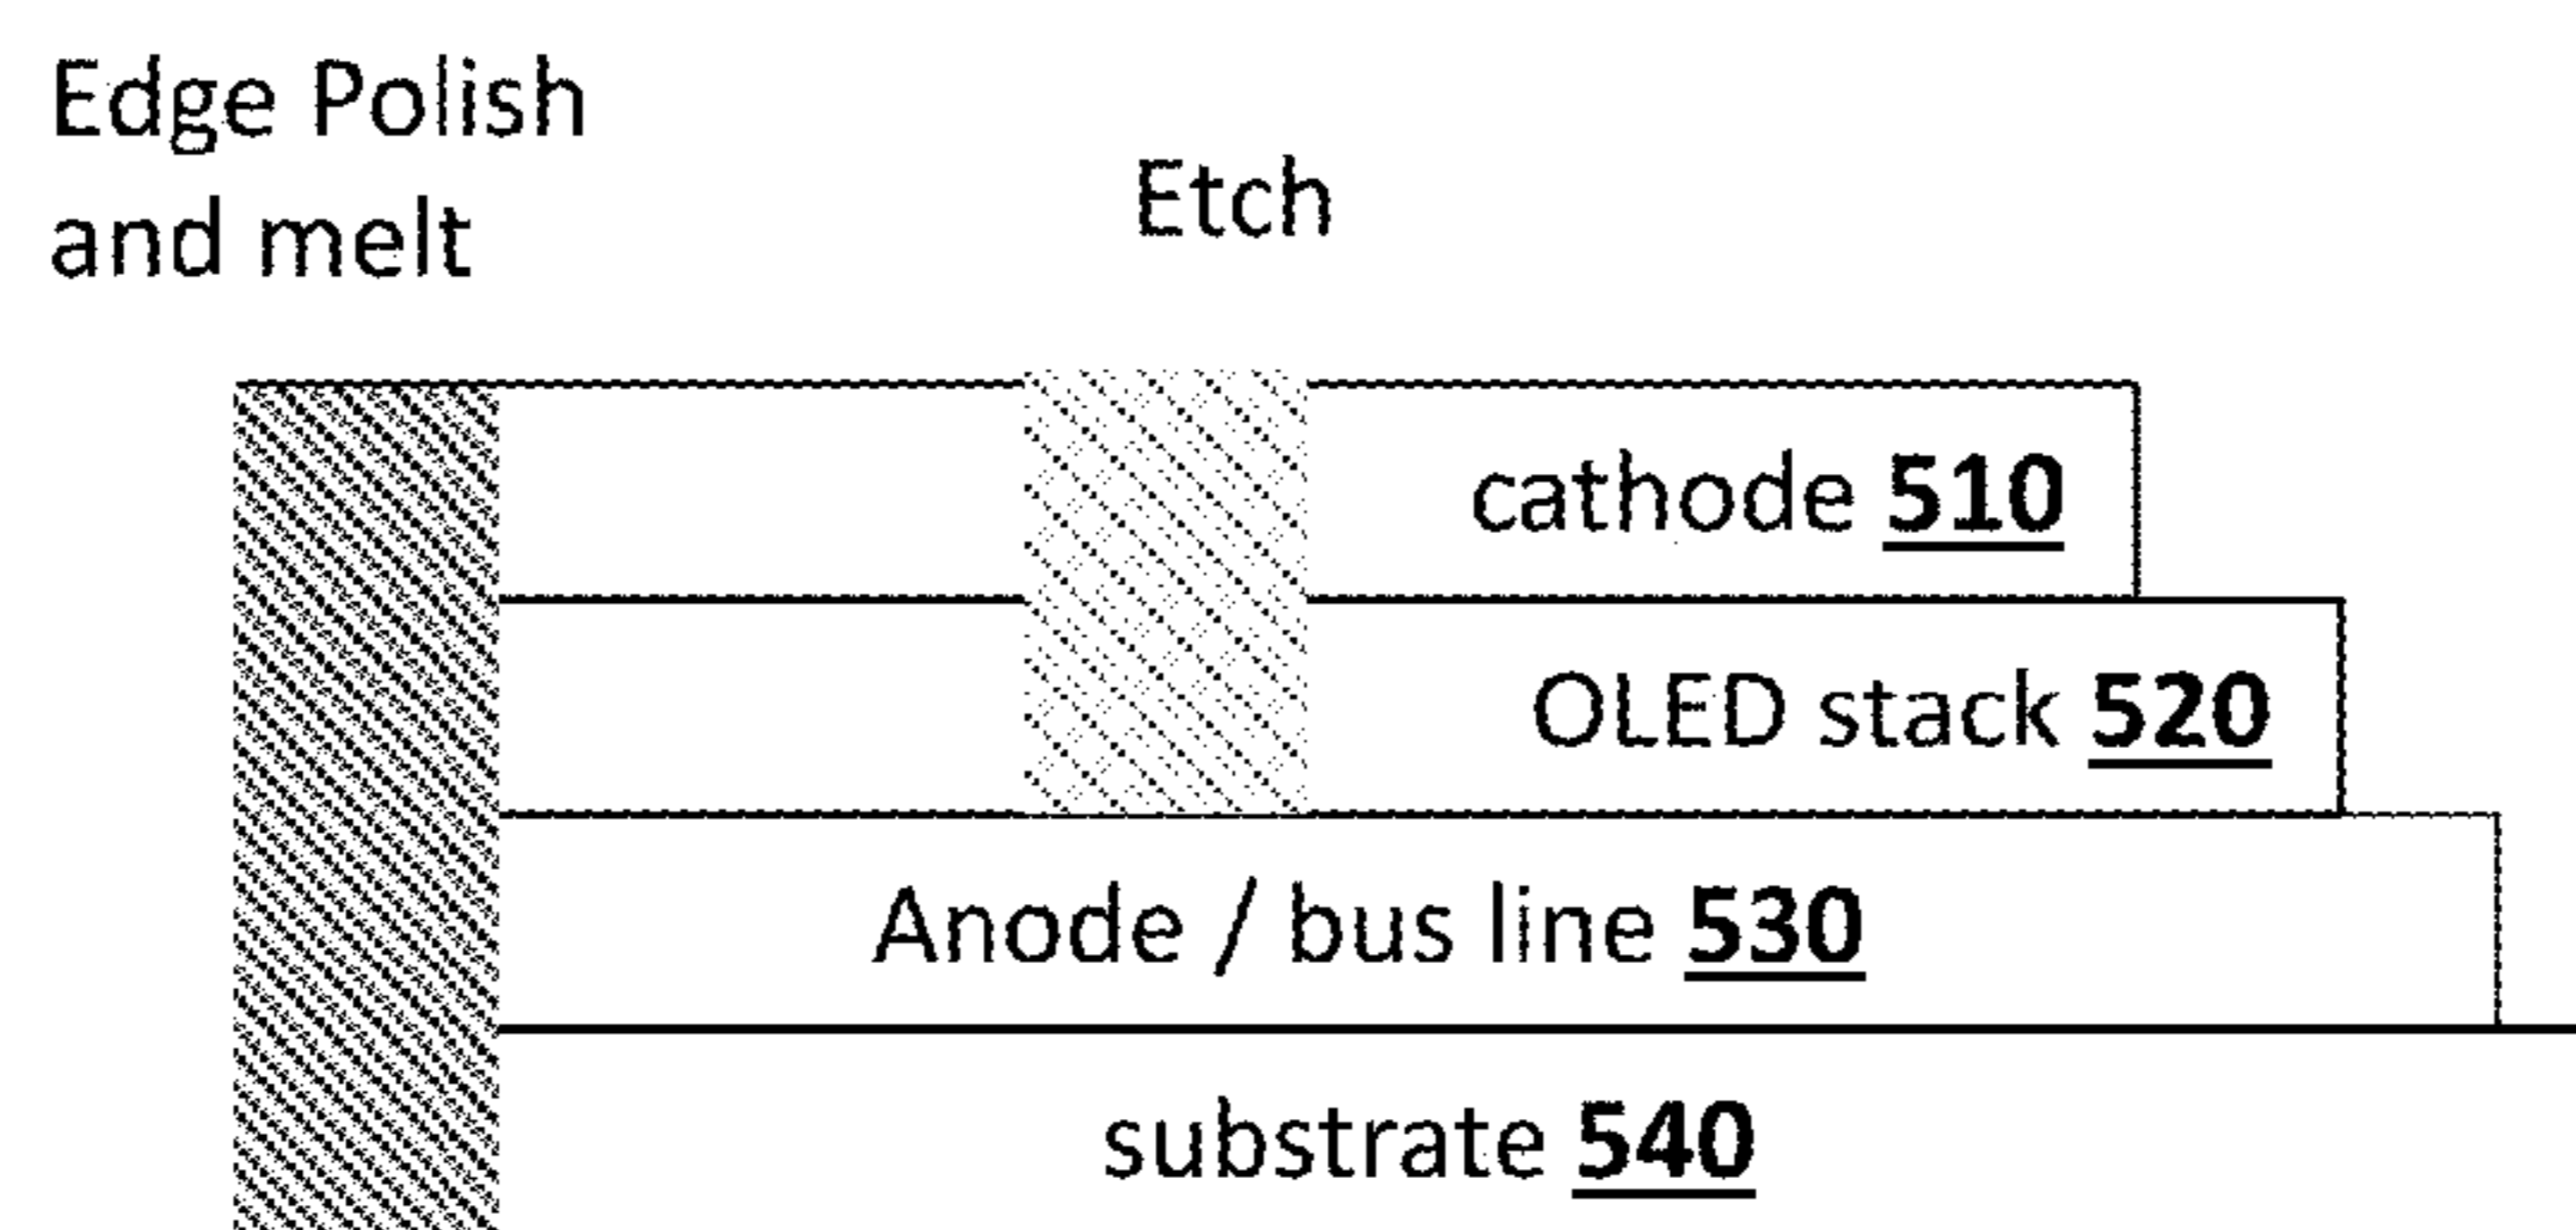 Edge Polish
and melt
Etch
cathode 510
OLED stack 520
Anode / bus line 530
substrate 540